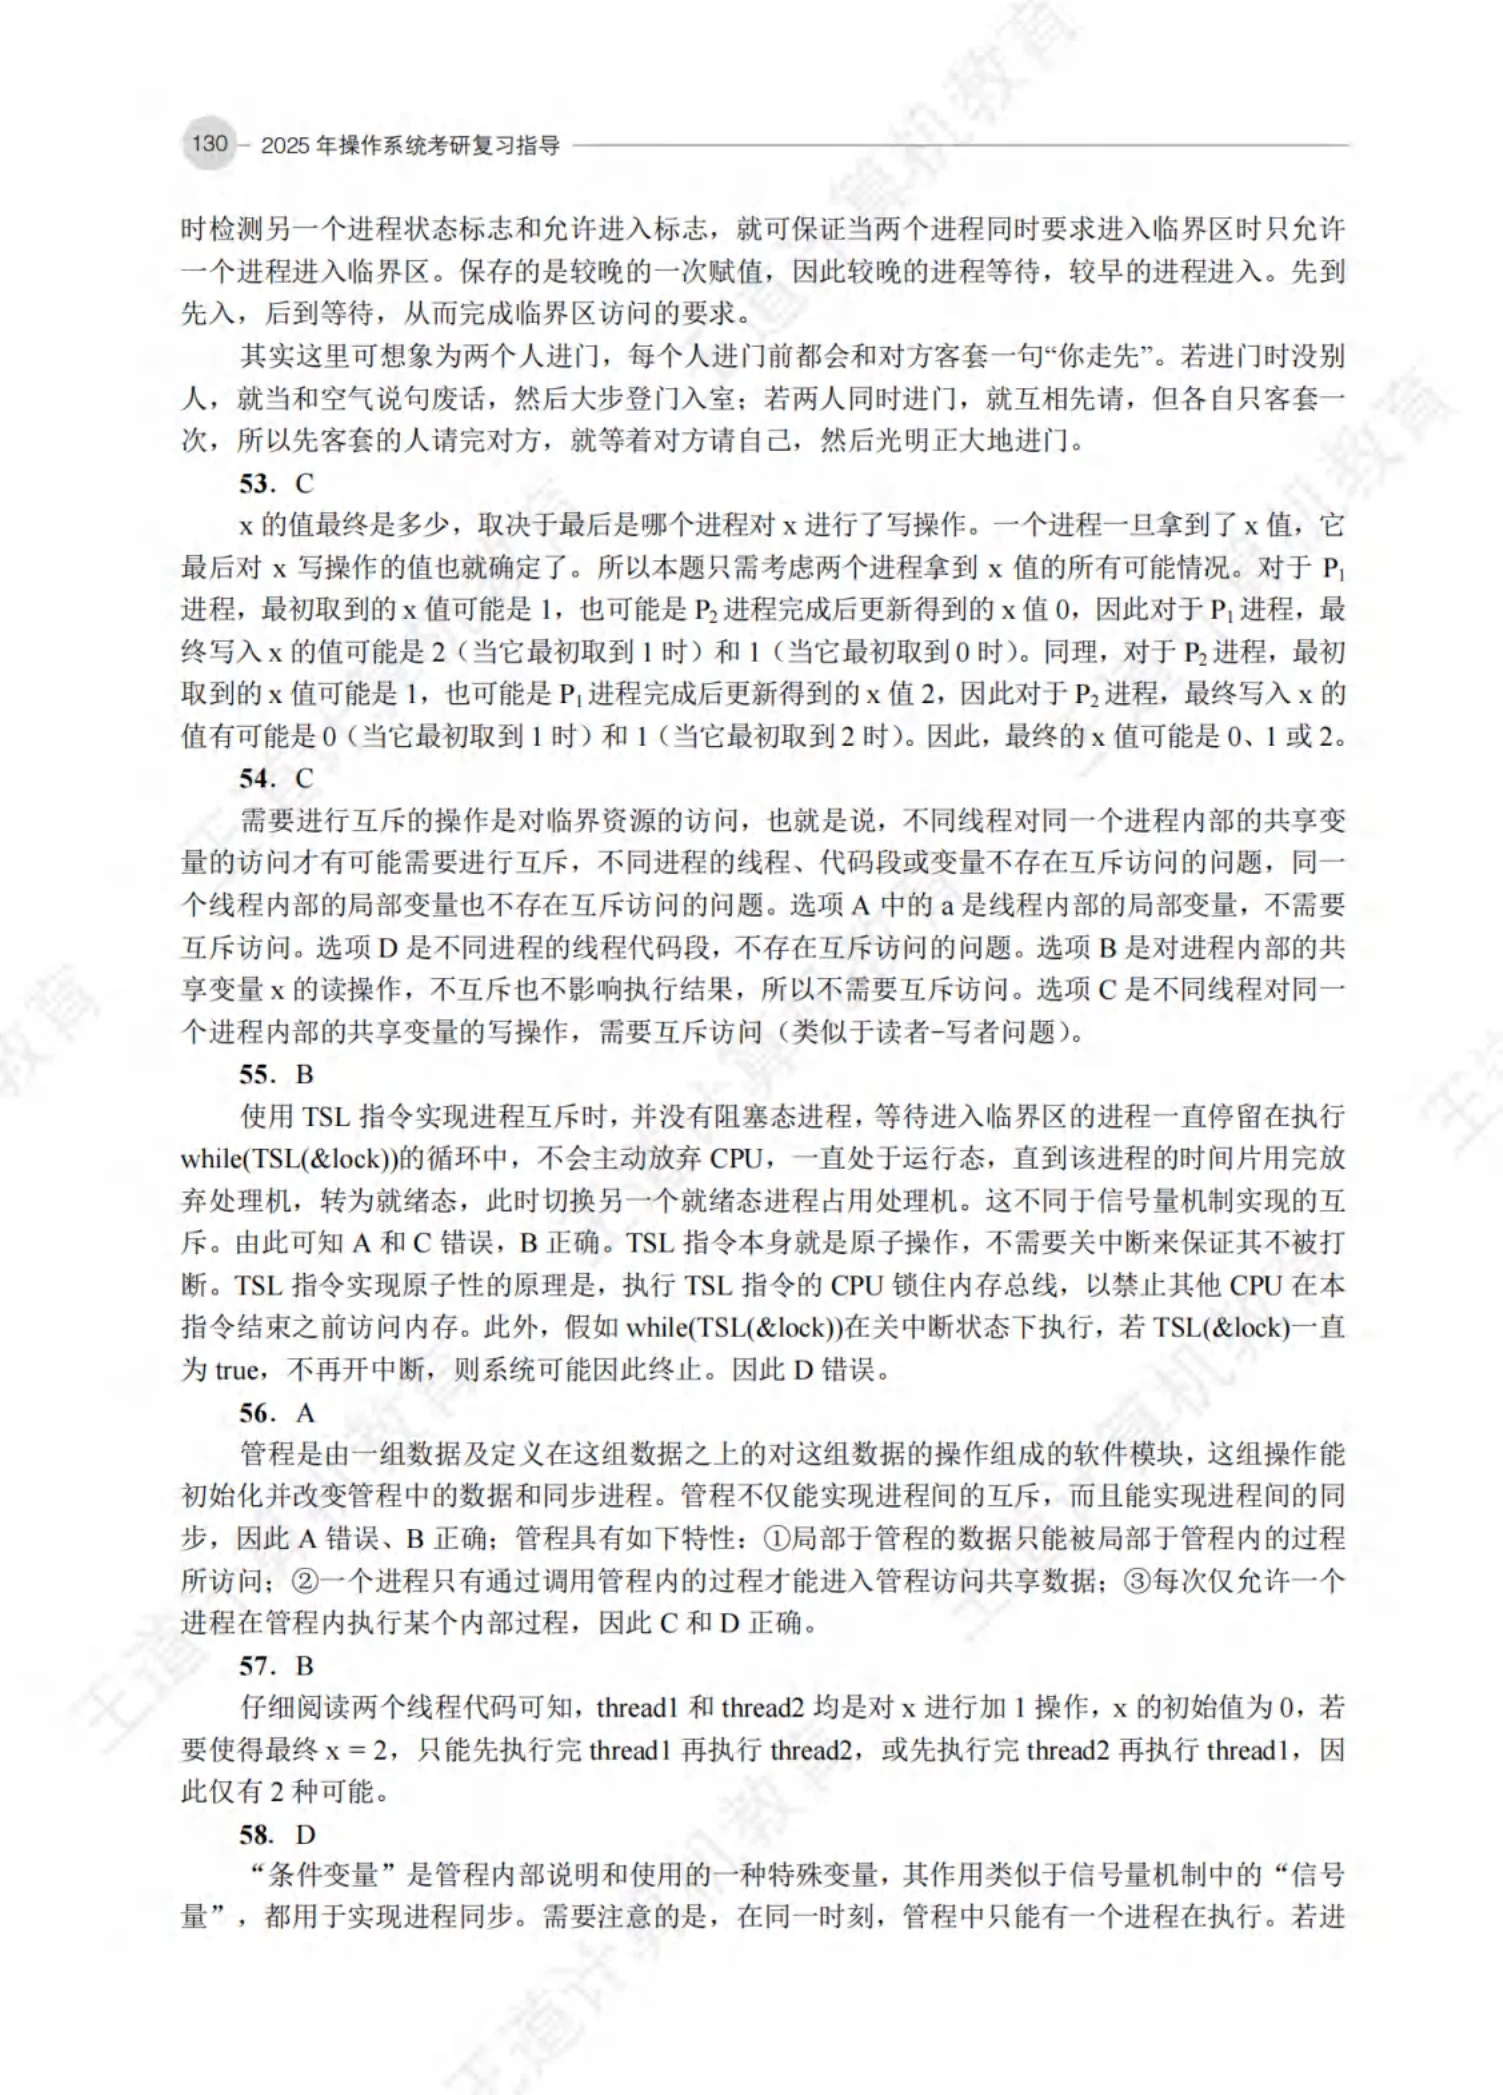 130 2025 年操作系统考研复习指导
时检测另一个进程状态标志和允许进入标志，就可保证当两个进程同时要求进入临界区时只允许
一个进程进入临界区。保存的是较晚的一次赋值，因此较晚的进程等待，较早的进程进入。先到
先入，后到等待，从而完成临界区访问的要求。
其实这里可想象为两个人进门，每个人进门前都会和对方客套一句“你走先”。若进门时没别
人，就当和空气说句废话，然后大步登门入室；若两人同时进门，就互相先请，但各自只客套一
次，所以先客套的人请完对方，就等着对方请自己，然后光明正大地进门。
53. C
x 的值最终是多少，取决于最后是哪个进程对 x 进行了写操作。一个进程一旦拿到了 x 值，它
最后对 x 写操作的值也就确定了。所以本题只需考虑两个进程拿到 x 值的所有可能情况。对于 P₁
进程，最初取到的 x 值可能是 1，也可能是 P₂ 进程完成后更新得到的 x 值 0，因此对于 P₁ 进程，最
终写入 x 的值可能是 2（当它最初取到 1 时）和 1（当它最初取到 0 时）。同理，对于 P₂ 进程，最初
取到的 x 值可能是 1，也可能是 P₁ 进程完成后更新得到的 x 值 2，因此对于 P₂ 进程，最终写入 x 的
值有可能是 0（当它最初取到 1 时）和 1（当它最初取到 2 时）。因此，最终的 x 值可能是 0、1 或 2。
54. C
需要进行互斥的操作是对临界资源的访问，也就是说，不同线程对同一个进程内部的共享变
量的访问才有可能需要进行互斥，不同进程的线程、代码段或变量不存在互斥访问的问题，同一
个线程内部的局部变量也不存在互斥访问的问题。选项 A 中的 a 是线程内部的局部变量，不需要
互斥访问。选项 D 是不同进程的线程代码段，不存在互斥访问的问题。选项 B 是对进程内部的共
享变量 x 的读操作，不互斥也不影响执行结果，所以不需要互斥访问。选项 C 是不同线程对同一
个进程内部的共享变量的写操作，需要互斥访问（类似于读者-写者问题）。
55. B
使用 TSL 指令实现进程互斥时，并没有阻塞态进程，等待进入临界区的进程一直停留在执行
while(TSL(&lock))的循环中，不会主动放弃 CPU，一直处于运行态，直到该进程的时间片用完放
弃处理机，转为就绪态，此时切换另一个就绪态进程占用处理机。这不同于信号量机制实现的互
斥。由此可知 A 和 C 错误，B 正确。TSL 指令本身就是原子操作，不需要关中断来保证其不被打
断。TSL 指令实现原子性的原理是，执行 TSL 指令的 CPU 锁住内存总线，以禁止其他 CPU 在本
指令结束之前访问内存。此外，假如 while(TSL(&lock))在关中断状态下执行，若 TSL(&lock)一直
为 true，不再开中断，则系统可能因此终止。因此 D 错误。
56. A
管程是由一组数据及定义在这组数据之上的对这组数据的操作组成的软件模块，这组操作能
初始化并改变管程中的数据和同步进程。管程不仅能实现进程间的互斥，而且能实现进程间的同
步，因此 A 错误、B 正确；管程具有如下特性：①局部于管程的数据只能被局部于管程内的过程
所访问；②一个进程只有通过调用管程内的过程才能进入管程访问共享数据；③每次仅允许一个
进程在管程内执行某个内部过程，因此 C 和 D 正确。
57. B
仔细阅读两个线程代码可知，thread1 和 thread2 均是对 x 进行加 1 操作，x 的初始值为 0，若
要使得最终 x = 2，只能先执行完 thread1 再执行 thread2，或先执行完 thread2 再执行 thread1，因
此仅有 2 种可能。
58. D
“条件变量”是管程内部说明和使用的一种特殊变量，其作用类似于信号量机制中的“信号
量”，都用于实现进程同步。需要注意的是，在同一时刻，管程中只能有一个进程在执行。若进